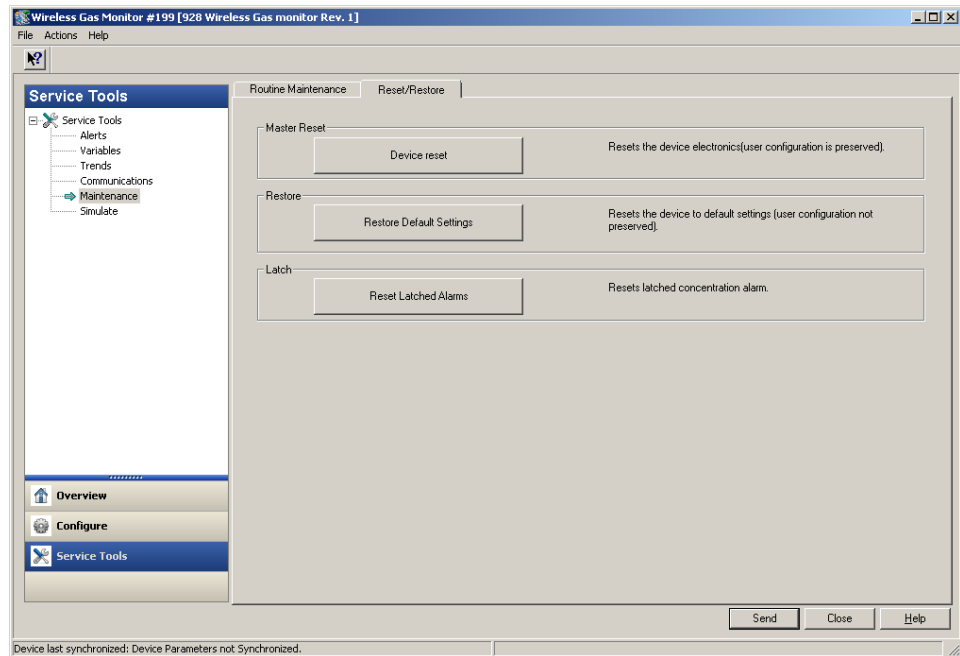 Wireless Gas Monitor #199 [928 Wireless Gas monitor Rev. 1]
File Actions Help
Service Tools
Service Tools
Alerts
Variables
Trends
Communications
Maintenance
Simulate
Overview
Configure
Service Tools
Routine Maintenance Reset/Restore
Master Reset
Device reset
Resets the device electronics(user configuration is preserved).
Restore
Restore Default Settings
Resets the device to default settings (user configuration not
preserved).
Latch
Reset Latched Alarms
Resets latched concentration alarm.
Send Close Help
Device last synchronized: Device Parameters not Synchronized.